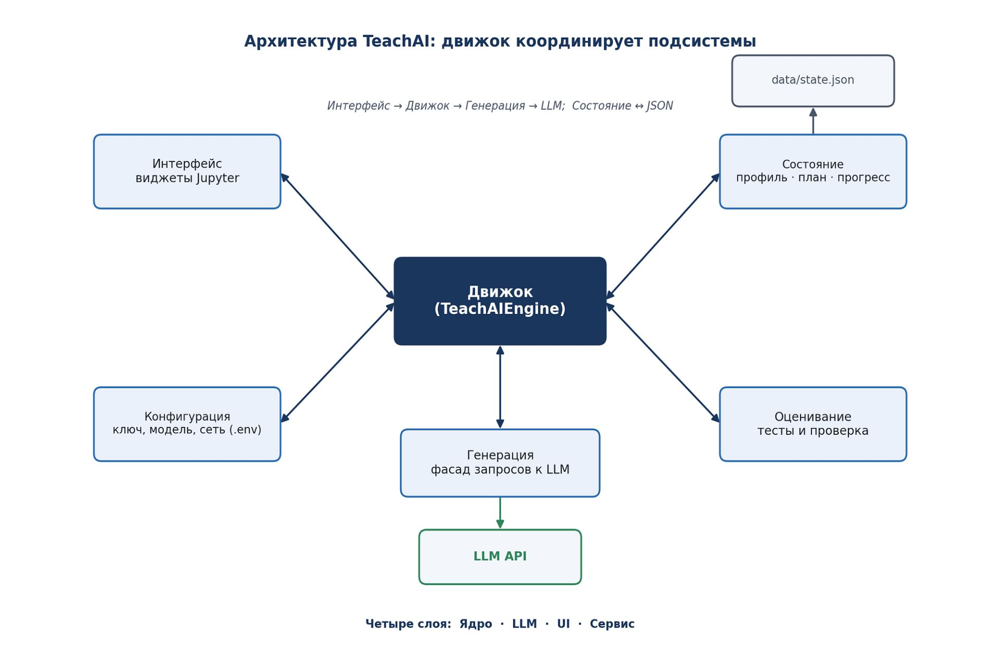 Архитектура TeachAI: движок координирует подсистемы
data/state.json
Интерфейс → Движок → Генерация → LLM;  Состояние ↔ JSON
Интерфейс
виджеты Jupyter
Состояние
профиль · план · прогресс
Движок
(TeachAIEngine)
Конфигурация
ключ, модель, сеть (.env)
Оценивание
тесты и проверка
Генерация
фасад запросов к LLM
LLM API
Четыре слоя:  Ядро  ·  LLM  ·  UI  ·  Сервис